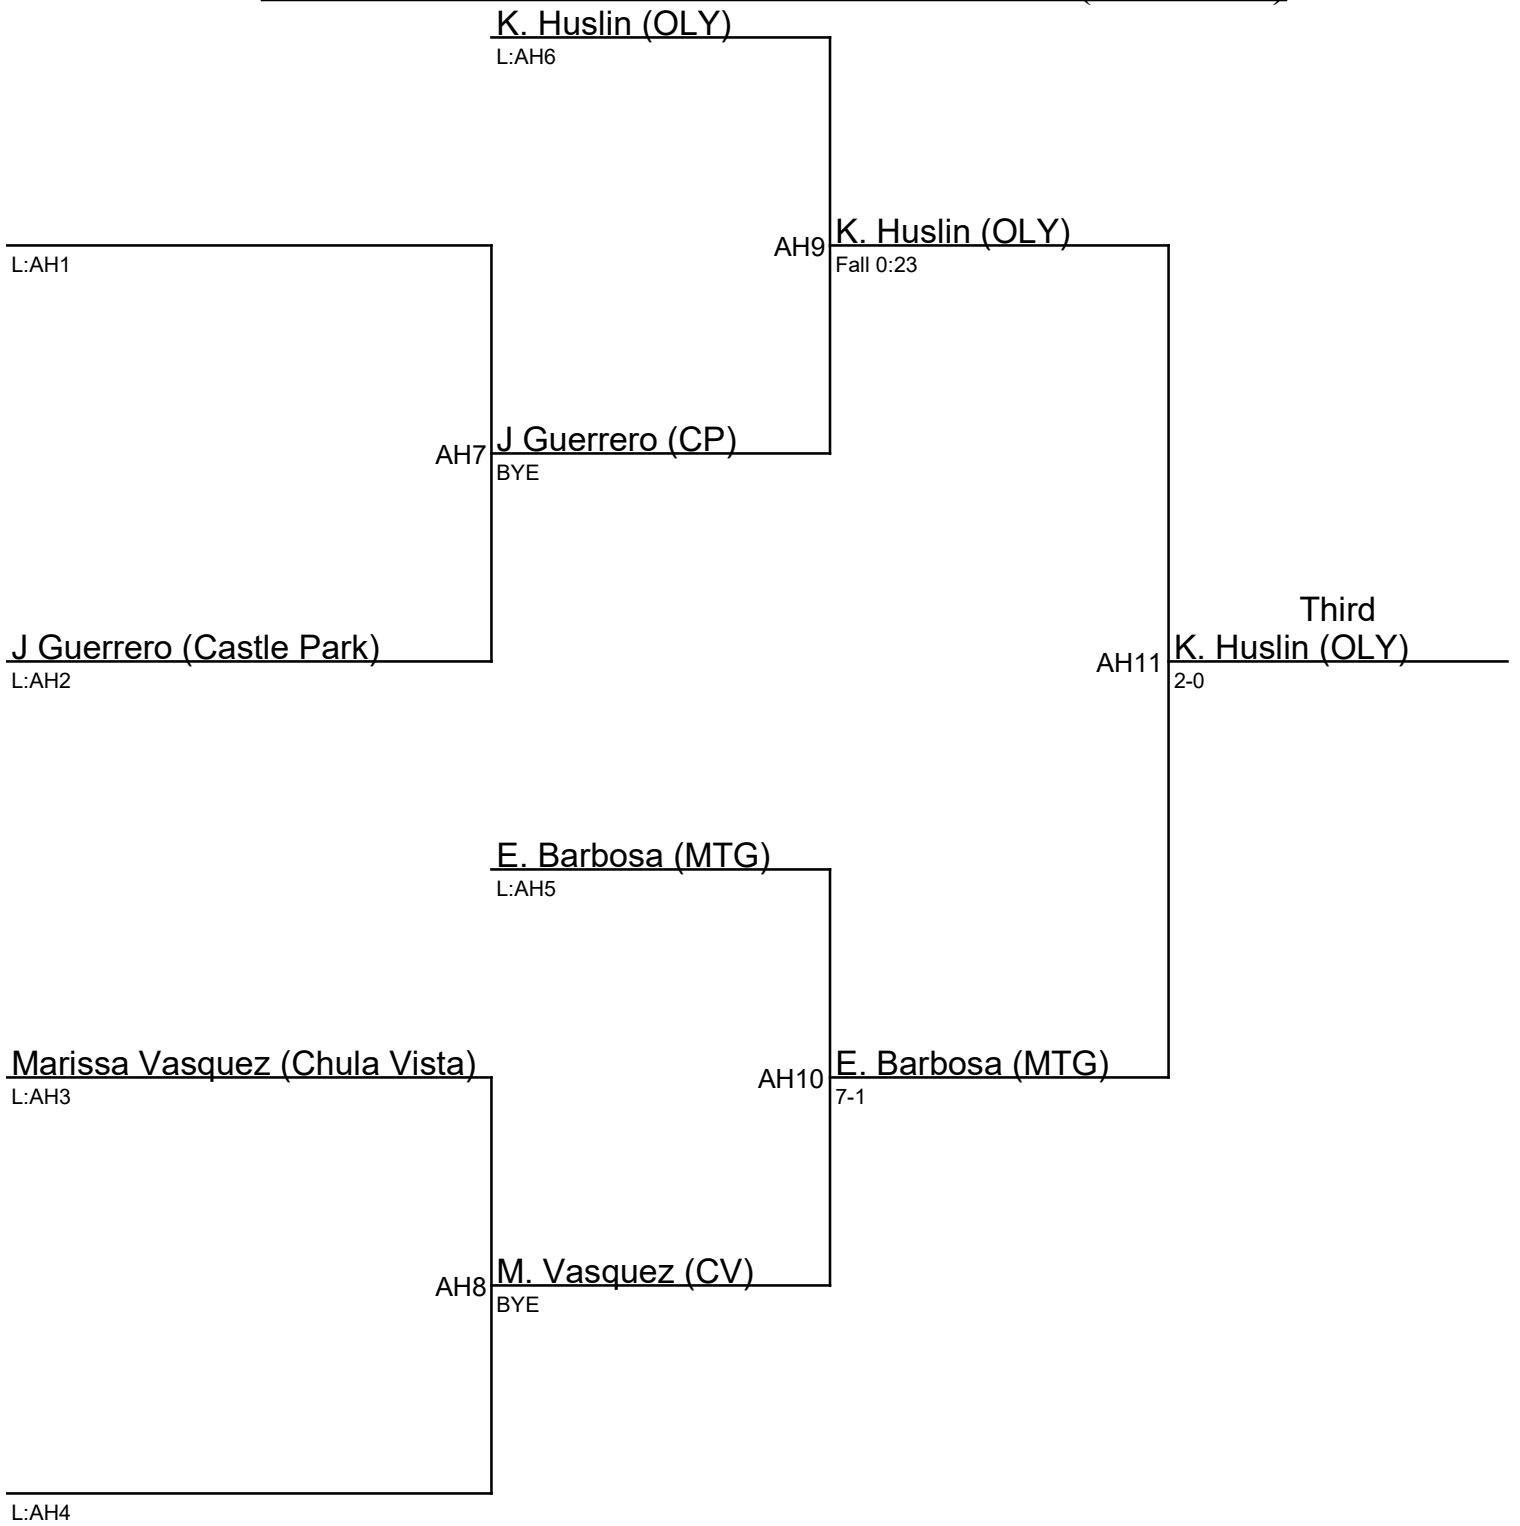 K. Huslin (OLY)
L:AH6
K. Huslin (OLY)
AH9
Fall 0:23
L:AH1
J Guerrero (CP)
AH7
BYE
Third
J Guerrero (Castle Park)
L:AH2
K. Huslin (OLY)
AH11
2-0
E. Barbosa (MTG)
L:AH5
Marissa Vasquez (Chula Vista)
L:AH3
E. Barbosa (MTG)
AH10
7-1
M. Vasquez (CV)
AH8
BYE
L:AH4